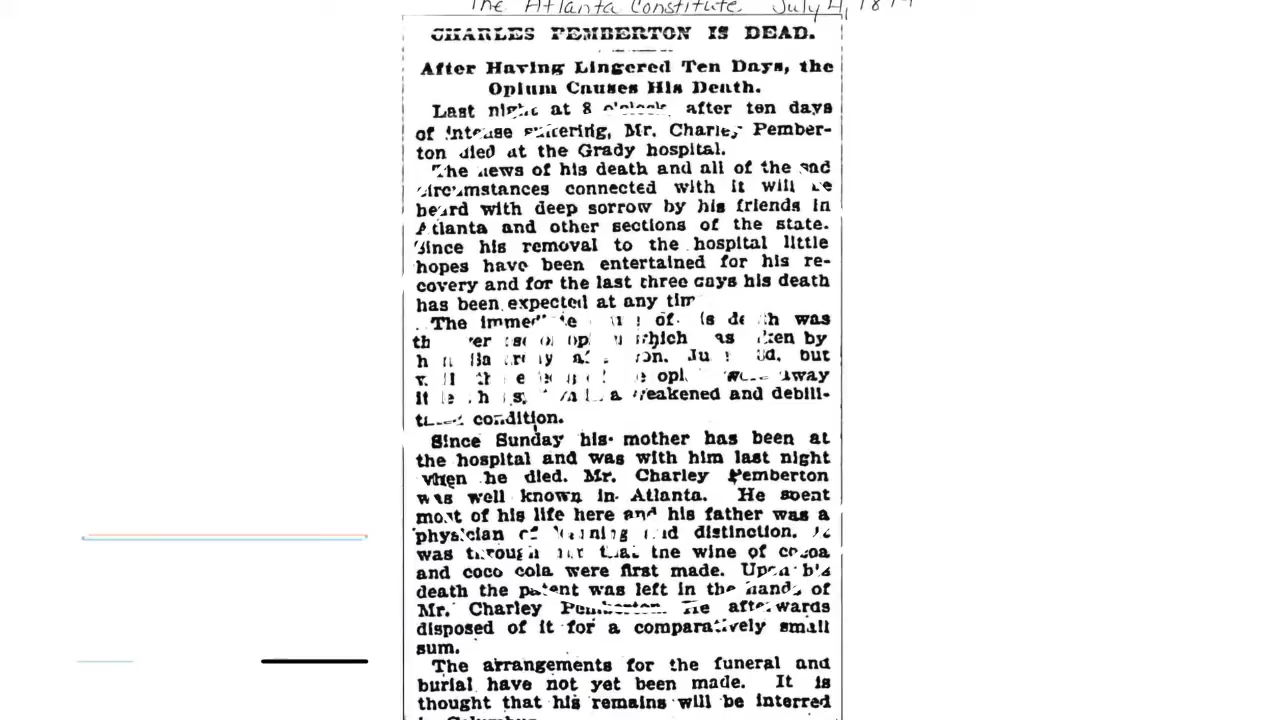 The Atlanta Constitute July 4,
CHARLES PEMBERTON IS DEAD.
After Having Lingered Ten Days, the
Opium Causes His Death.
Last night at 8 o'clock, after ten days
of intense suffering, Mr. Charley Pember-
ton died at the Grady hospital.
The news of his death and all of the sad
circumstances connected with it will be
heard with deep sorrow by his friends in
Atlanta and other sections of the state.
Since his removal to the hospital little
hopes have been entertained for his re-
covery and for the last three days his death
has been expected at any
The immediate of death was
which by
but
away
a weakened and debili-
condition.
Since Sunday his mother has been at
the hospital and was with him last night
when he died. Mr. Charley Pemberton
was well known in Atlanta. He spent
most of his life here and his father was a
physician of learning and distinction.
was through that the wine of cocoa
and coco cola were first made. Upon his
death the patent was left in the hands of
Mr. Charley Pemberton. He afterwards
disposed of it for a comparatively small
sum.
The arrangements for the funeral and
burial have not yet been made. It is
thought that his remains will be interred